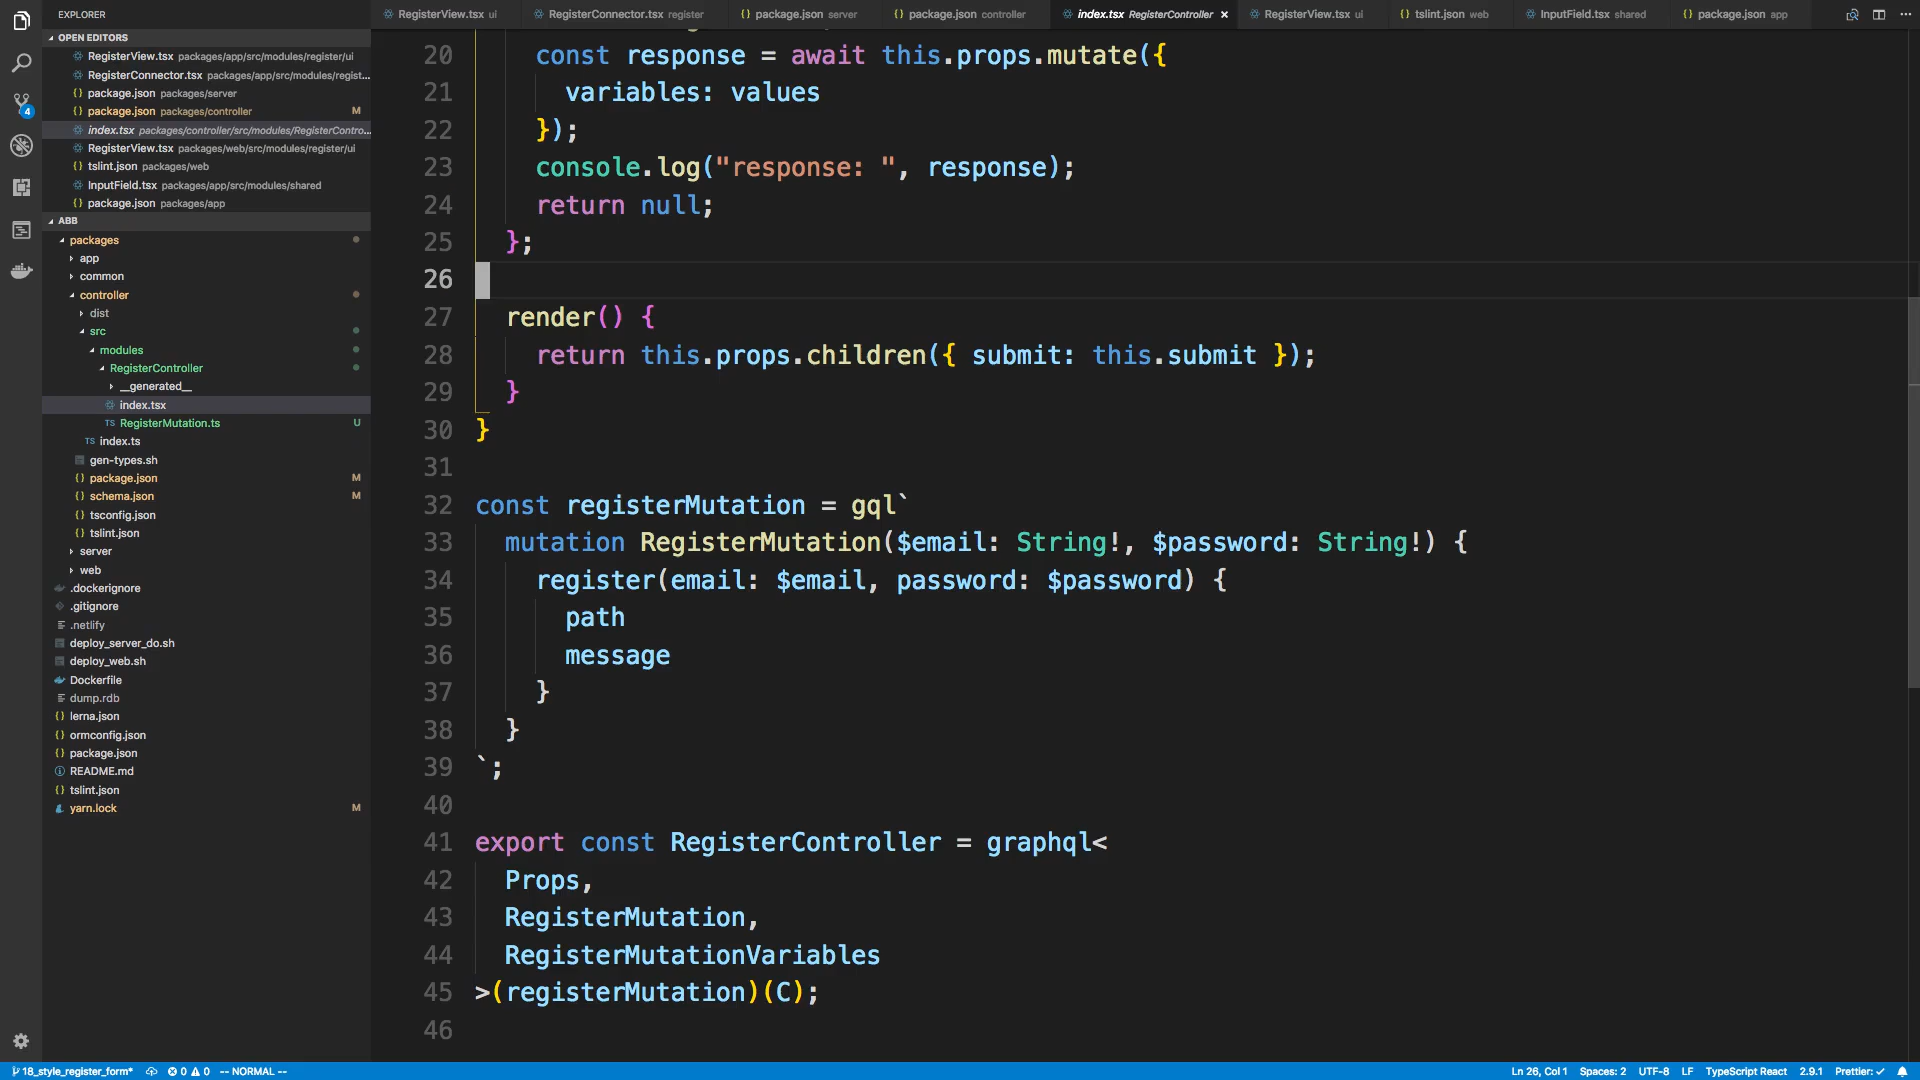 EXPLORER
OPEN EDITORS
RegisterView.tsx packages/app/src/modules/register/ui
RegisterConnector.tsx packages/app/src/modules/regist...
package.json packages/server
package.json packages/controller M
index.tsx packages/controller/src/modules/RegisterContro...
RegisterView.tsx packages/web/src/modules/register/ui
tslint.json packages/web
InputField.tsx packages/app/src/modules/shared
package.json packages/app
ABB
packages
app
common
controller
dist
src
modules
RegisterController
__generated__
index.tsx
TS RegisterMutation.ts U
TS index.ts
gen-types.sh
package.json M
schema.json M
tsconfig.json
tslint.json
server
web
.dockerignore
.gitignore
.netlify
deploy_server_do.sh
deploy_web.sh
Dockerfile
dump.rdb
lerna.json
ormconfig.json
package.json
README.md
tslint.json
yarn.lock M
4
RegisterView.tsx ui
RegisterConnector.tsx register
package.json server
package.json controller
index.tsx RegisterController
RegisterView.tsx ui
tslint.json web
InputField.tsx shared
package.json app
20 const response = await this.props.mutate({
21 variables: values
22 });
23 console.log("response: ", response);
24 return null;
25 };
26
27 render() {
28 return this.props.children({ submit: this.submit });
29 }
30 }
31
32 const registerMutation = gql`
33 mutation RegisterMutation($email: String!, $password: String!) {
34 register(email: $email, password: $password) {
35 path
36 message
37 }
38 }
39 `;
40
41 export const RegisterController = graphql<
42 Props,
43 RegisterMutation,
44 RegisterMutationVariables
45 >(registerMutation)(C);
46
18_style_register_form* 0 0 -- NORMAL -- Ln 26, Col 1 Spaces: 2 UTF-8 LF TypeScript React 2.9.1 Prettier: ✓